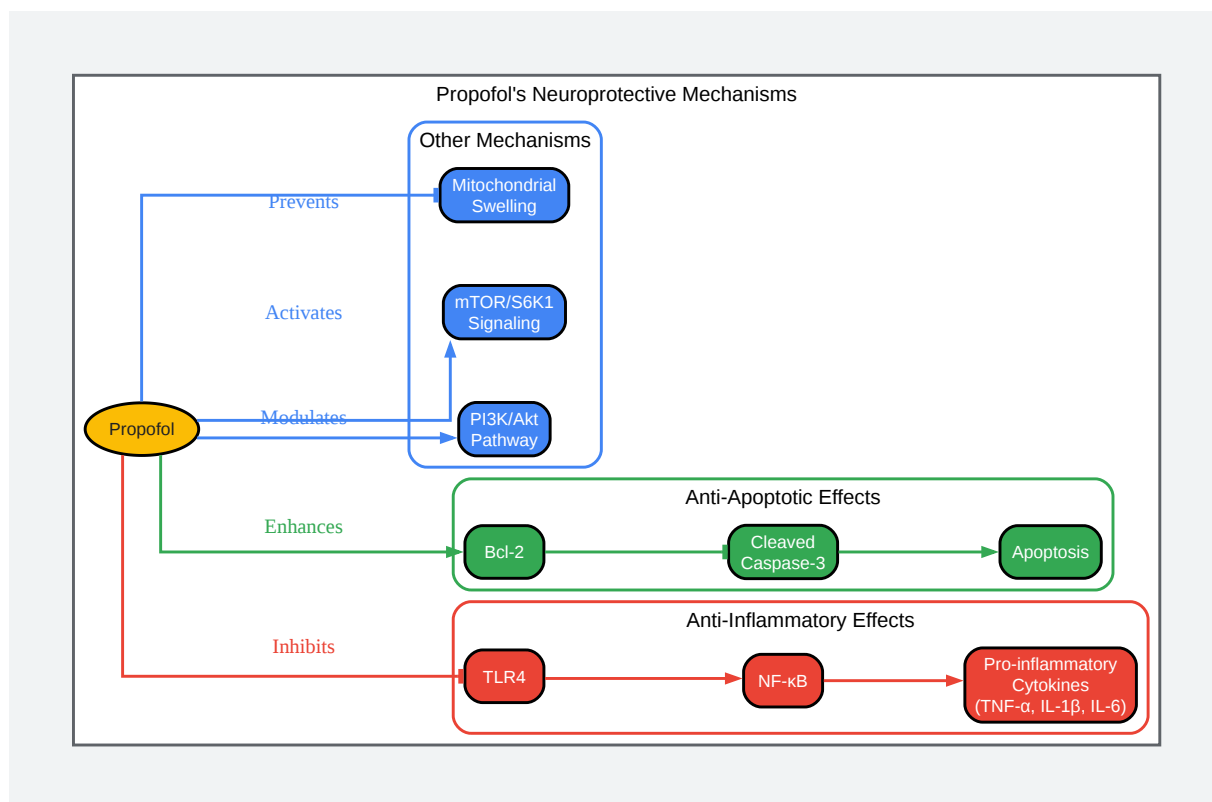 Propofol's Neuroprotective Mechanisms
Other Mechanisms
Mitochondrial
Swelling
Prevents
mTOR/S6K1
Signaling
Activates
Modulates
PI3K/Akt
Pathway
Propofol
Anti-Apoptotic Effects
Enhances
Bcl-2
Cleaved
Caspase-3
Apoptosis
Anti-Inflammatory Effects
Inhibits
TLR4
NF-κB
Pro-inflammatory
Cytokines
(TNF-α, IL-1β, IL-6)